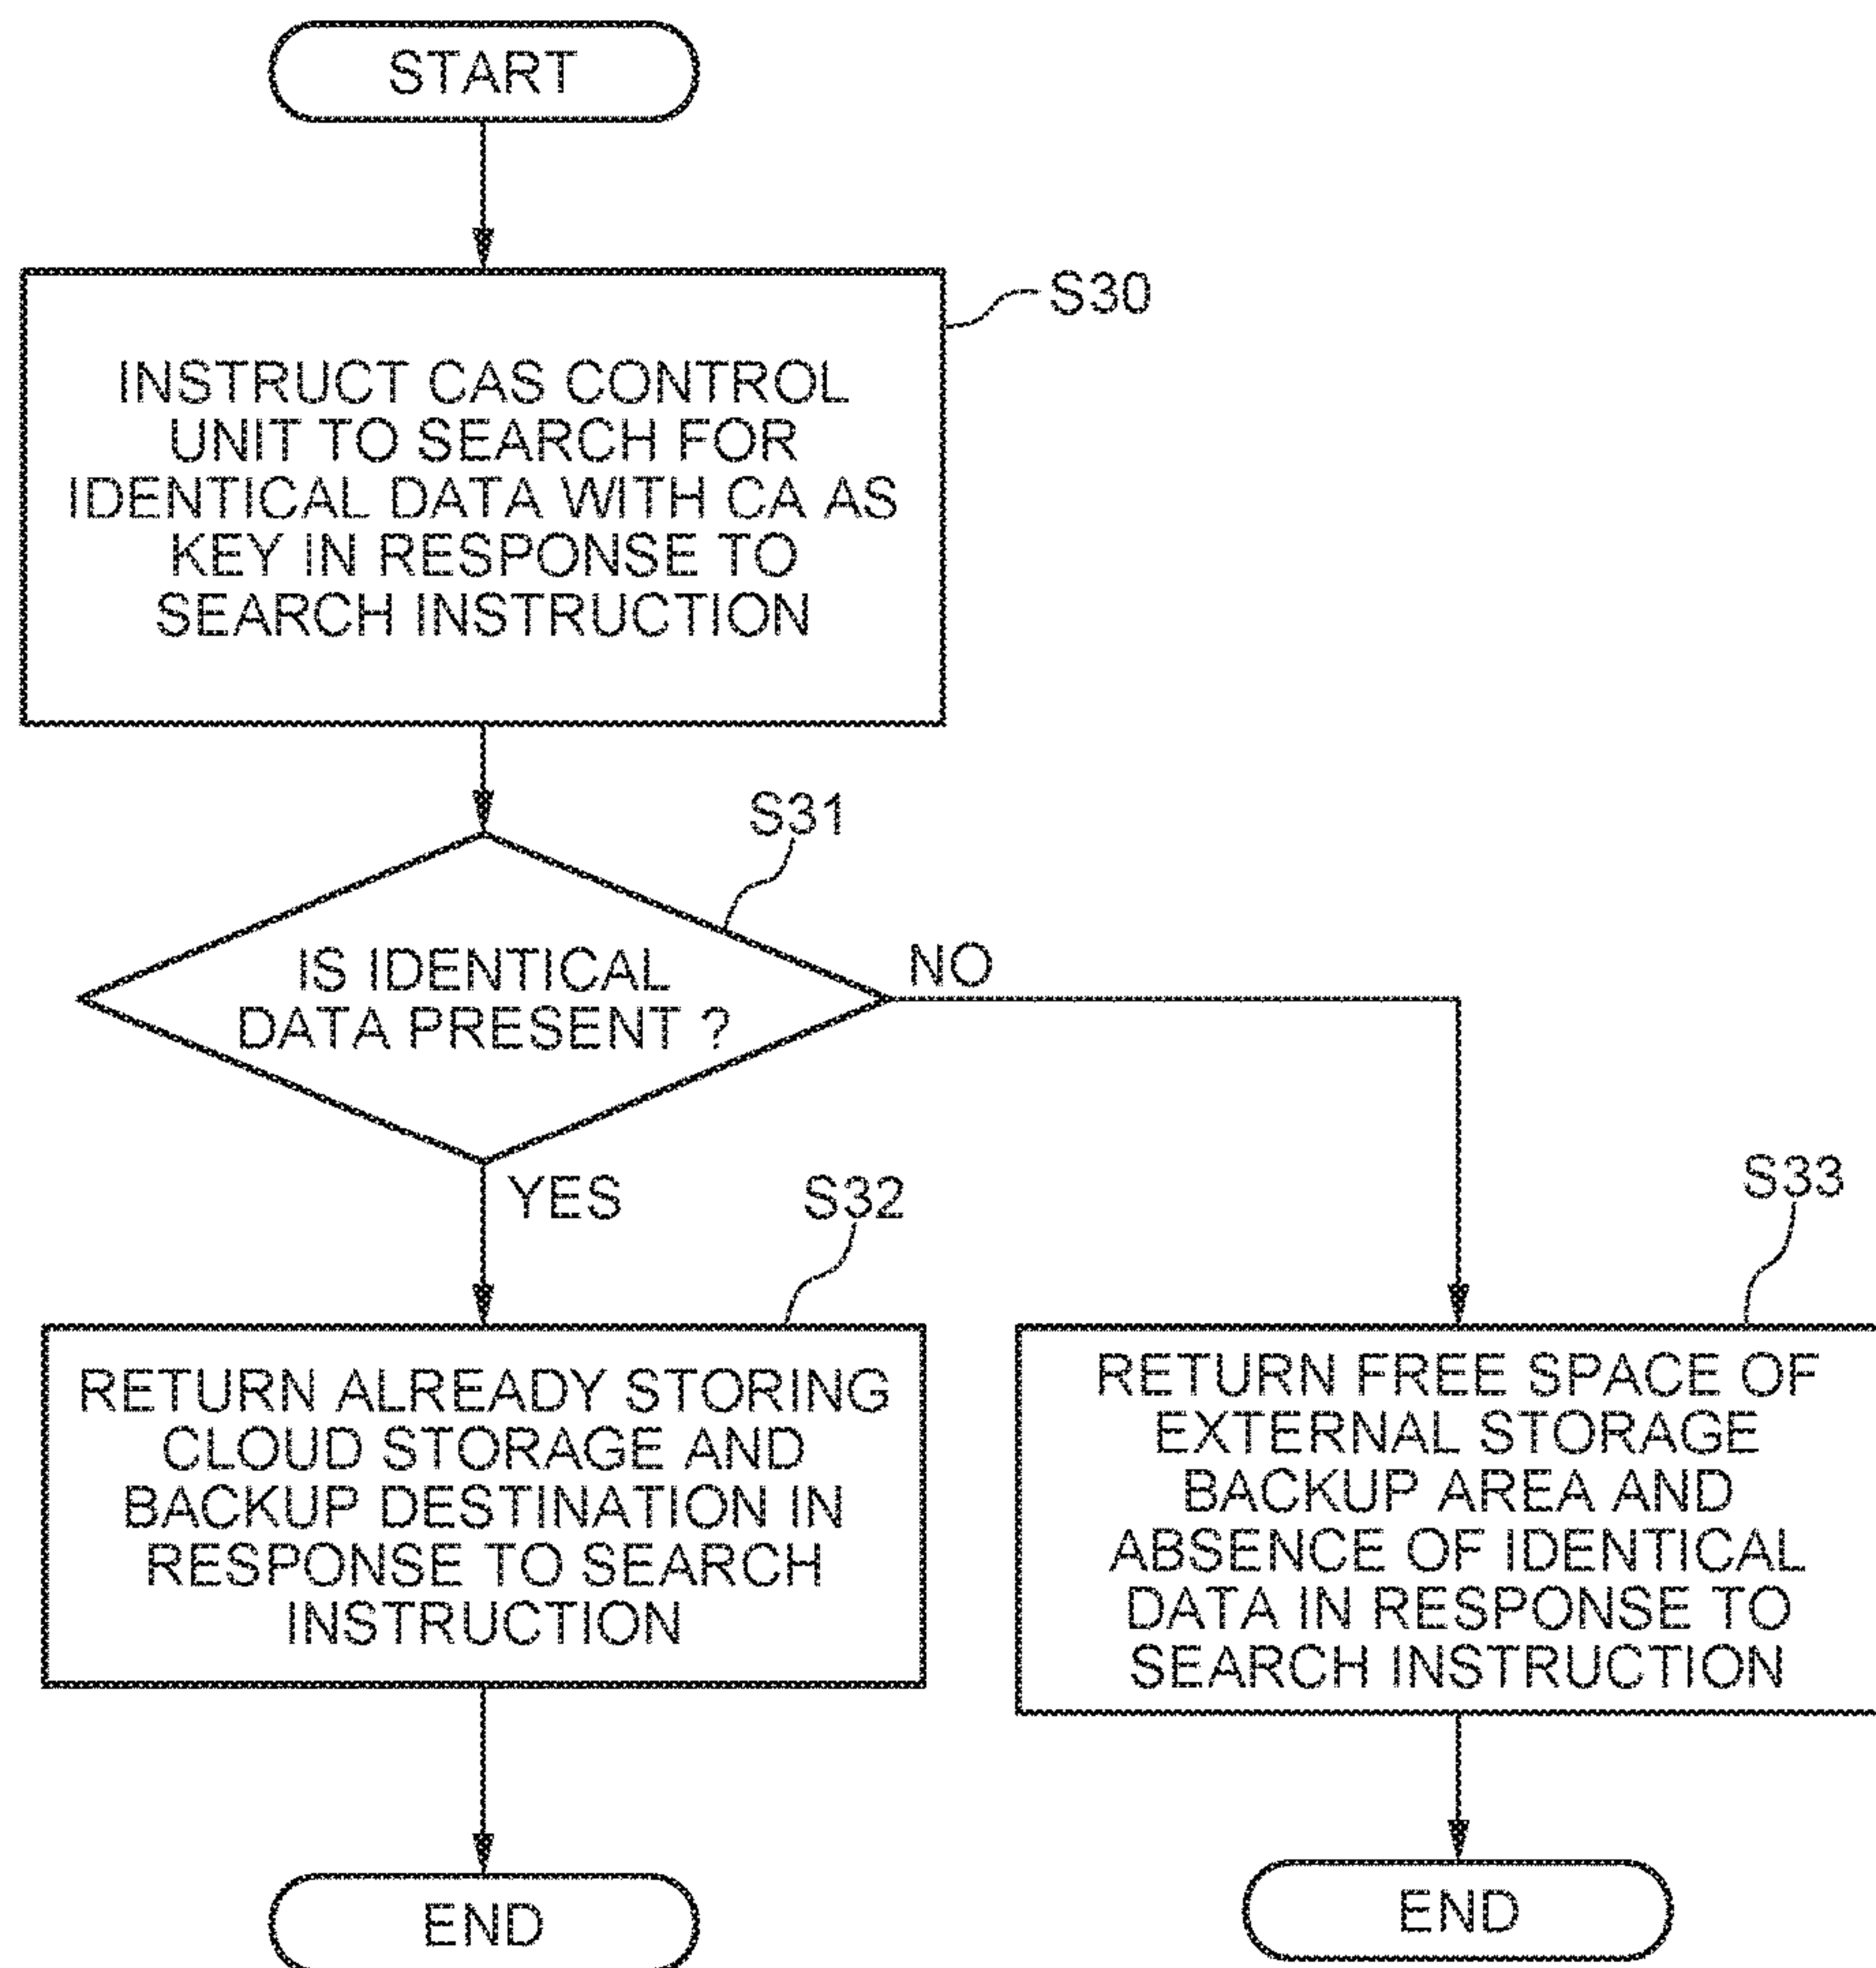 START
S30
INSTRUCT CAS CONTROL
UNIT TO SEARCH FOR
IDENTICAL DATA WITH CA AS
KEY IN RESPONSE TO
SEARCH INSTRUCTION
S31
IS IDENTICAL
DATA PRESENT ?
NO
YES
S32
RETURN ALREADY STORING
CLOUD STORAGE AND
BACKUP DESTINATION IN
RESPONSE TO SEARCH
INSTRUCTION
S33
RETURN FREE SPACE OF
EXTERNAL STORAGE
BACKUP AREA AND
ABSENCE OF IDENTICAL
DATA IN RESPONSE TO
SEARCH INSTRUCTION
END
END